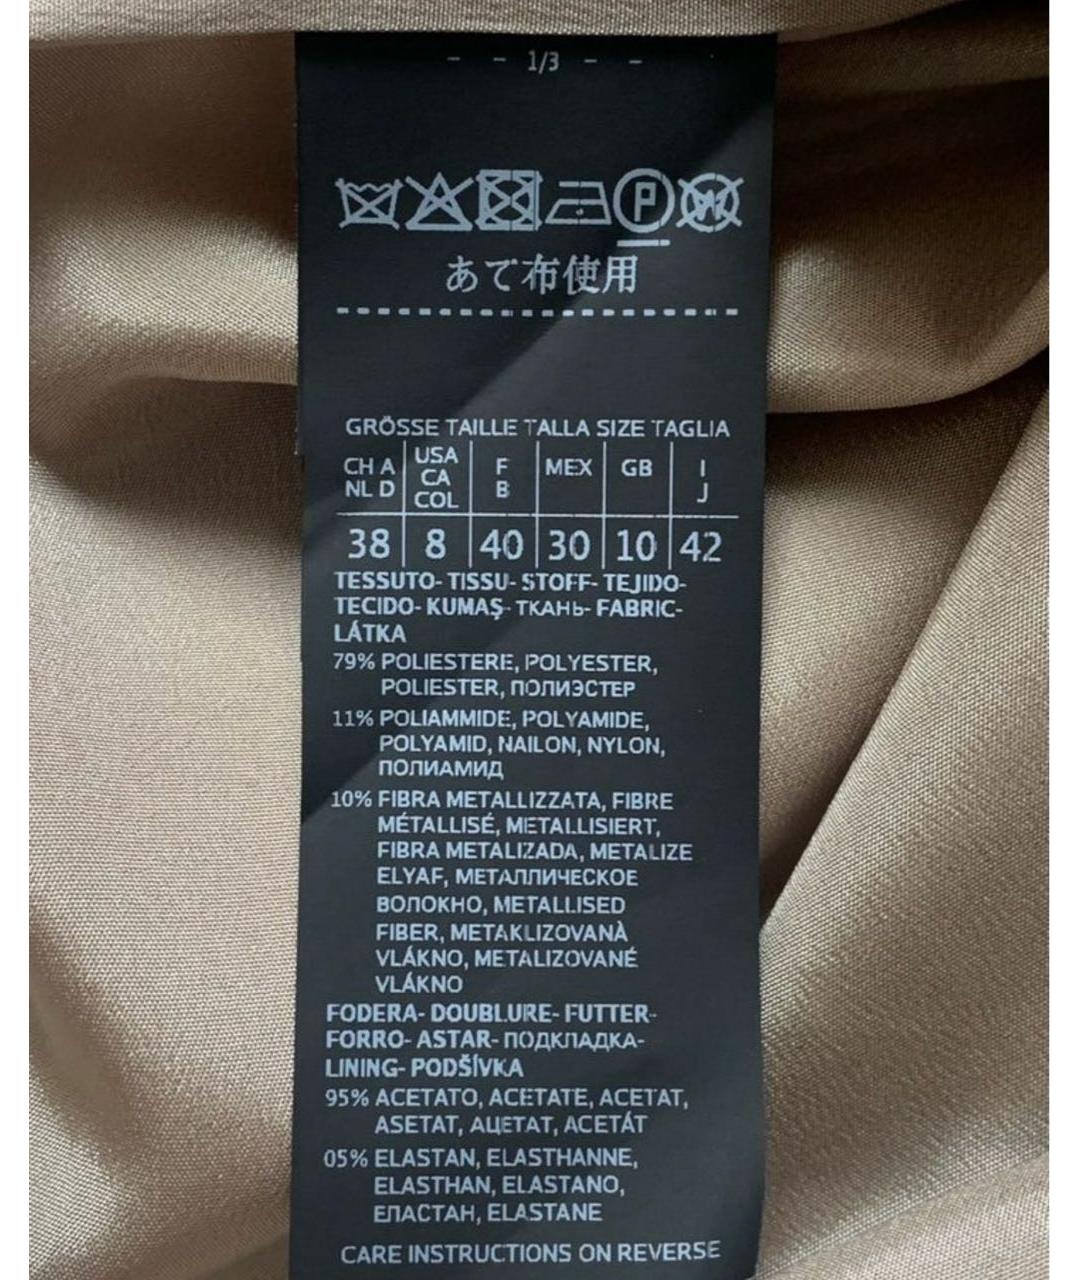 - - 1/3 - -
P W
あて布使用
GRÖSSE TAILLE TALLA SIZE TAGLIA
CH A NL D USA CA COL F B MEX GB I J
38 8 40 30 10 42
TESSUTO- TISSU- STOFF- TEJIDO-
TECIDO- KUMAŞ- ТКАНЬ- FABRIC-
LÁTKA
79% POLIESTERE, POLYESTER,
POLIESTER, ПОЛИЭСТЕР
11% POLIAMMIDE, POLYAMIDE,
POLYAMID, NAILON, NYLON,
ПОЛИАМИД
10% FIBRA METALLIZZATA, FIBRE
MÉTALLISÉ, METALLISIERT,
FIBRA METALIZADA, METALIZE
ELYAF, МЕТАЛЛИЧЕСКОЕ
ВОЛОКНО, METALLISED
FIBER, METAKLIZOVANÀ
VLÁKNO, METALIZOVANÉ
VLÁKNO
FODERA- DOUBLURE- FUTTER-
FORRO- ASTAR- ПОДКЛАДКА-
LINING- PODŠÍVKA
95% ACETATO, ACETATE, ACETAT,
ASETAT, АЦЕТАТ, ACETÁT
05% ELASTAN, ELASTHANNE,
ELASTHAN, ELASTANO,
ЕЛАСТАН, ELASTANE
CARE INSTRUCTIONS ON REVERSE